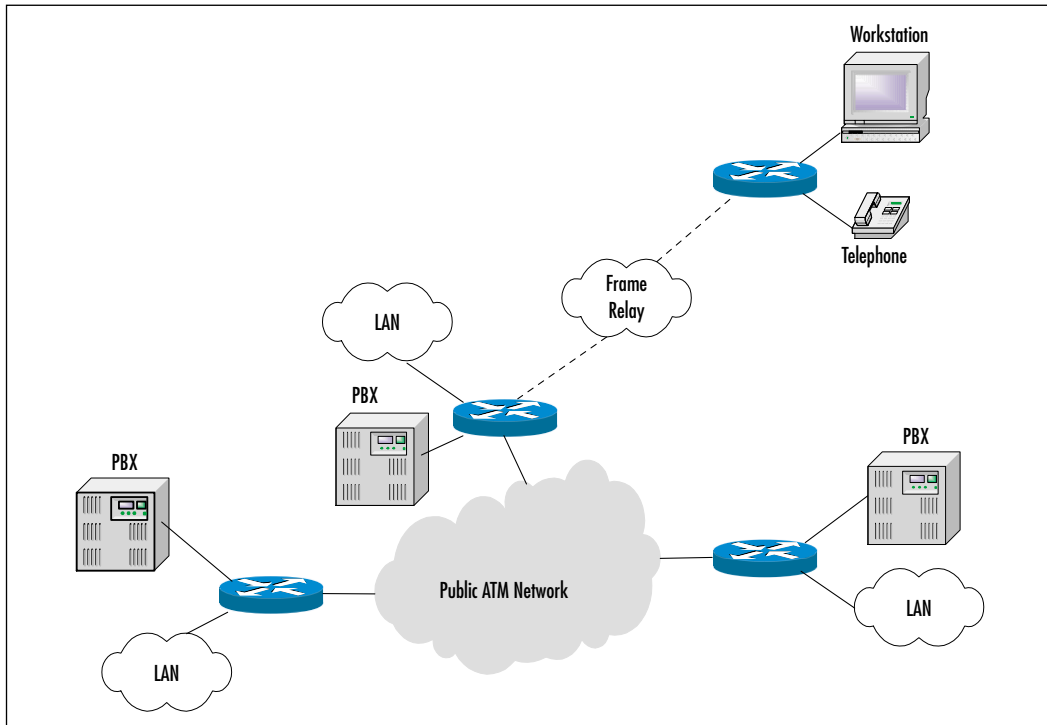 Workstation
Telephone
Frame
Relay
LAN
PBX
PBX
PBX
Public ATM Network
LAN
LAN